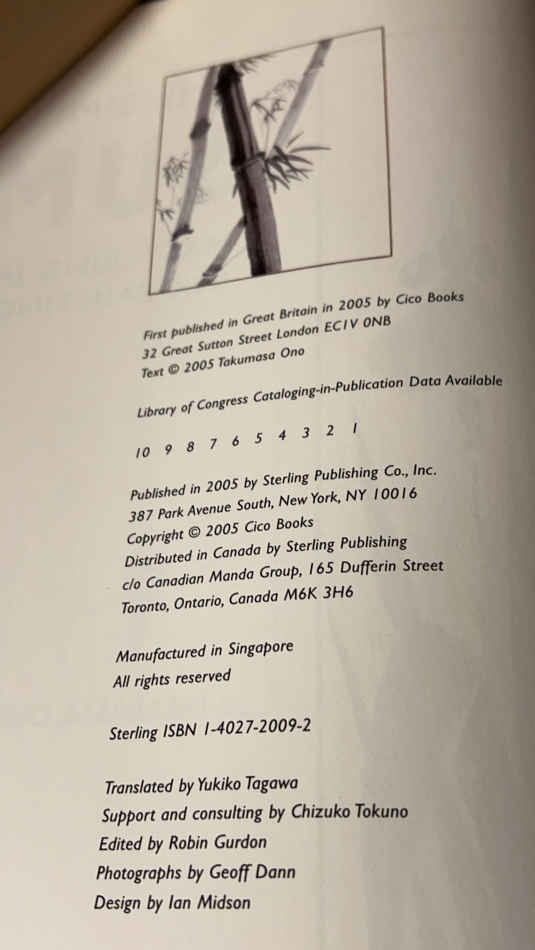 First published in Great Britain in 2005 by Cico Books
32 Great Sutton Street London EC1V 0NB
Text © 2005 Takumasa Ono
Library of Congress Cataloging-in-Publication Data Available
10 9 8 7 6 5 4 3 2 1
Published in 2005 by Sterling Publishing Co., Inc.
387 Park Avenue South, New York, NY 10016
Copyright © 2005 Cico Books
Distributed in Canada by Sterling Publishing
c/o Canadian Manda Group, 165 Dufferin Street
Toronto, Ontario, Canada M6K 3H6
Manufactured in Singapore
All rights reserved
Sterling ISBN 1-4027-2009-2
Translated by Yukiko Tagawa
Support and consulting by Chizuko Tokuno
Edited by Robin Gurdon
Photographs by Geoff Dann
Design by Ian Midson